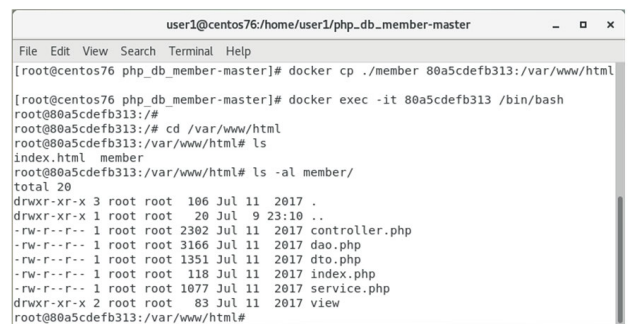 user1@centos76:/home/user1/php_db_member-master
File Edit View Search Terminal Help
[root@centos76 php_db_member-master]# docker cp ./member 80a5cdefb313:/var/www/html
[root@centos76 php_db_member-master]# docker exec -it 80a5cdefb313 /bin/bash
root@80a5cdefb313:/#
root@80a5cdefb313:/# cd /var/www/html
root@80a5cdefb313:/var/www/html# ls
index.html  member
root@80a5cdefb313:/var/www/html# ls -al member/
total 20
drwxr-xr-x 3 root root  106 Jul 11  2017 .
drwxr-xr-x 1 root root   20 Jul  9 23:10 ..
-rw-r--r-- 1 root root 2302 Jul 11  2017 controller.php
-rw-r--r-- 1 root root 3166 Jul 11  2017 dao.php
-rw-r--r-- 1 root root 1351 Jul 11  2017 dto.php
-rw-r--r-- 1 root root  118 Jul 11  2017 index.php
-rw-r--r-- 1 root root 1077 Jul 11  2017 service.php
drwxr-xr-x 2 root root   83 Jul 11  2017 view
root@80a5cdefb313:/var/www/html#